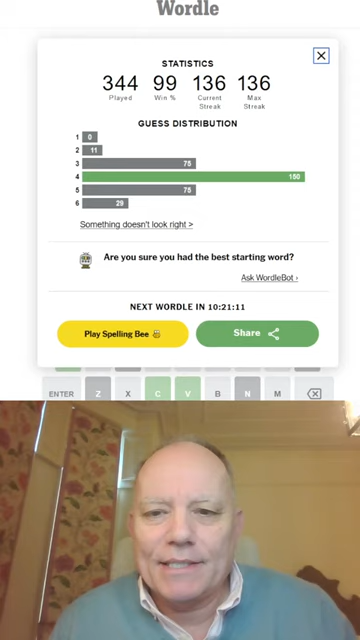 Wordle
STATISTICS
344 99 136 136
Played Win % Current Streak Max Streak
GUESS DISTRIBUTION
1 0
2 11
3 75
4 150
5 75
6 29
Something doesn't look right >
Are you sure you had the best starting word?
Ask WordleBot ›
NEXT WORDLE IN 10:21:11
Play Spelling Bee
Share
ENTER Z X C V B N M